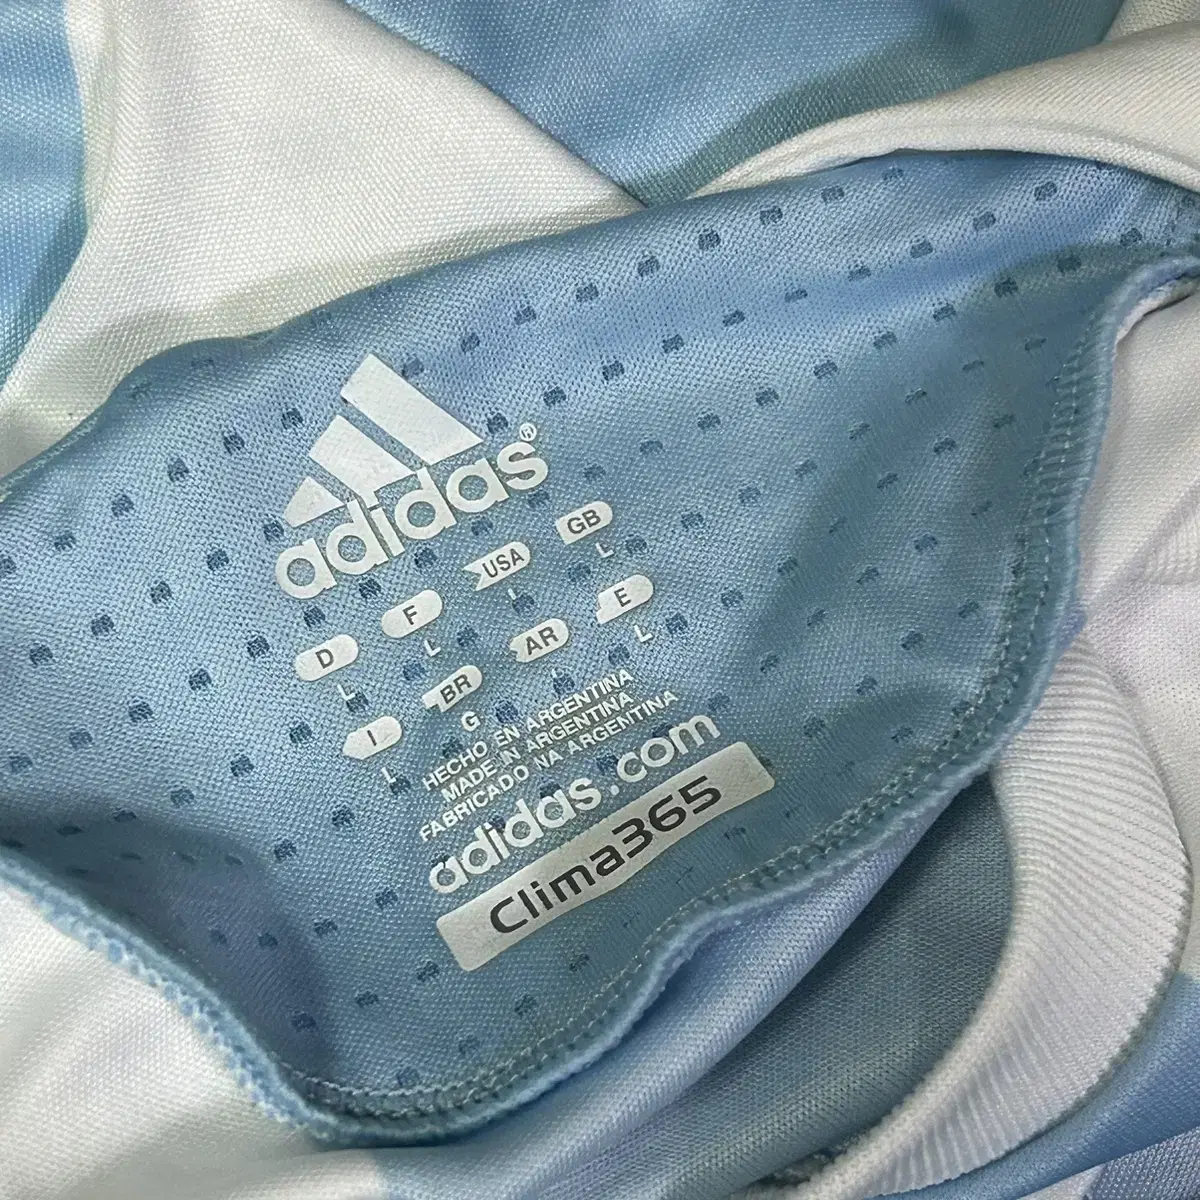 adidas®
D F USA GB
L L L L
I BR AR E
L G L L
HECHO EN ARGENTINA
MADE IN ARGENTINA
FABRICADO NA ARGENTINA
adidas.com
Clima365